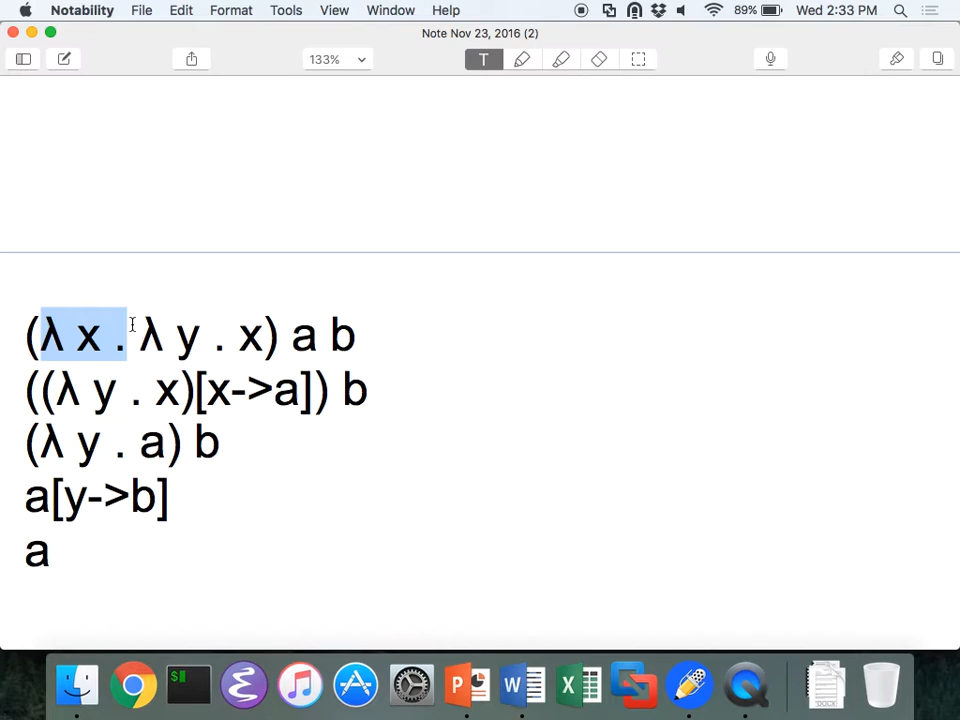 Notability File Edit Format Tools View Window Help 89% Wed 2:33 PM
Note Nov 23, 2016 (2)
133% T
(λ x . λ y . x) a b
((λ y . x)[x->a]) b
(λ y . a) b
a[y->b]
a